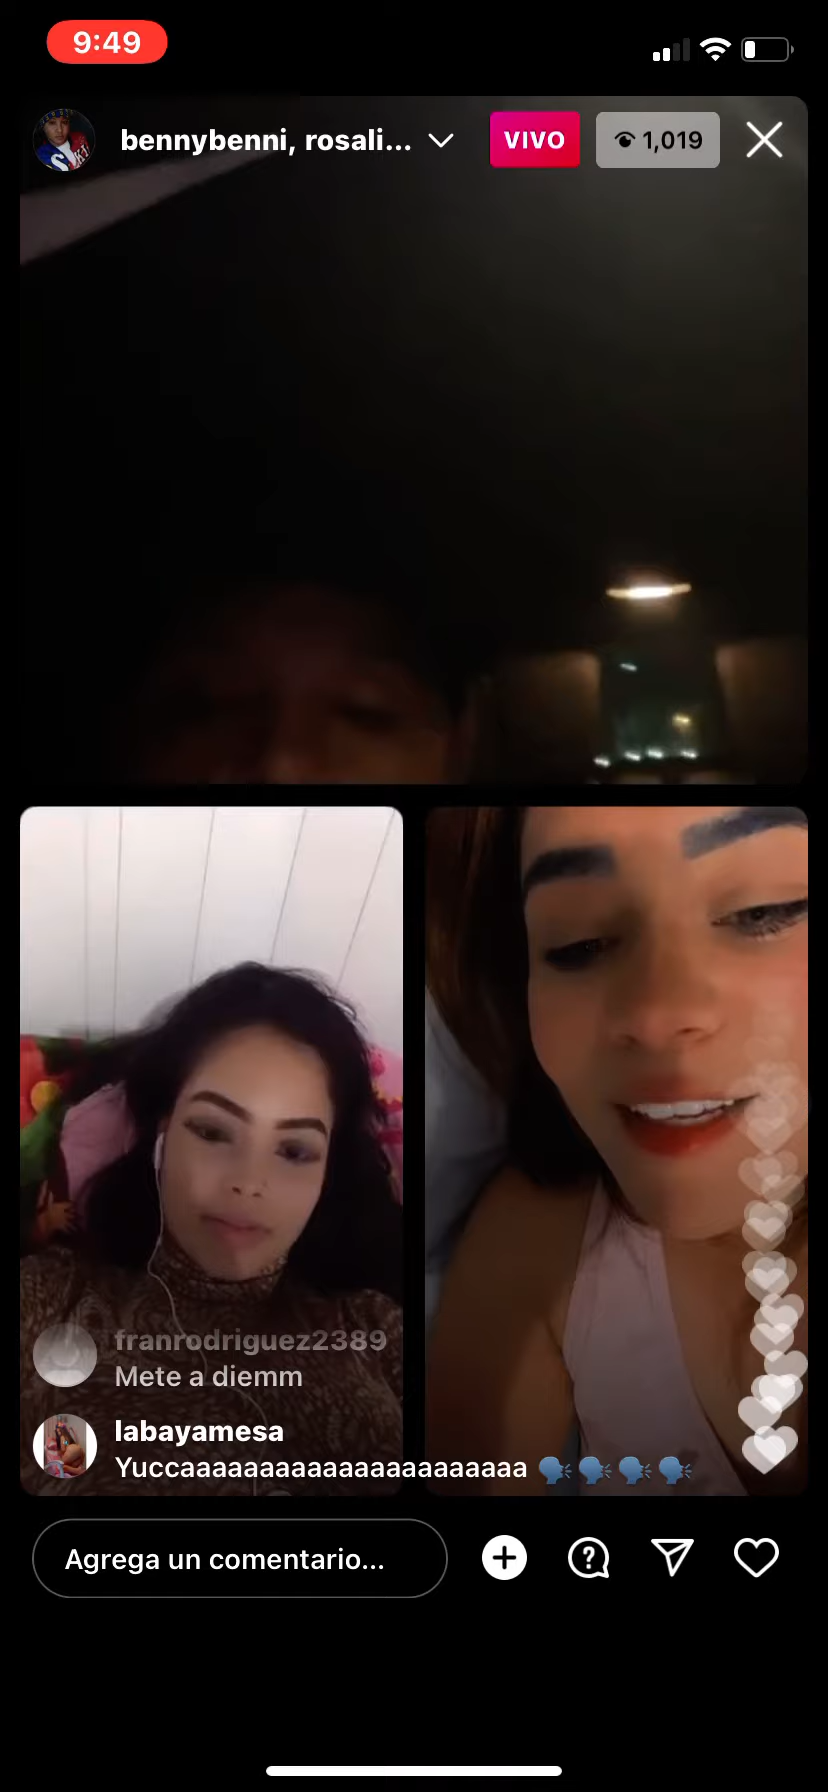 9:49
bennybenni, rosali...
VIVO
1,019
franrodriguez2389
Mete a diemm
labayamesa
Yuccaaaaaaaaaaaaaaaaaaaaaa 🗣️🗣️🗣️🗣️
Agrega un comentario...